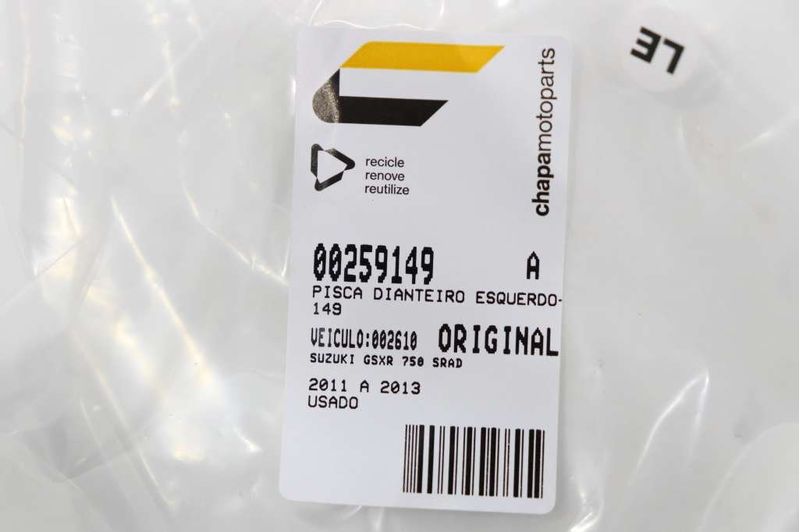 recicle
renove
reutilize
chapamotoparts
00259149 A
PISCA DIANTEIRO ESQUERDO-
149
VEICULO:002610 ORIGINAL
SUZUKI GSXR 750 SRAD
2011 A 2013
USADO
LE